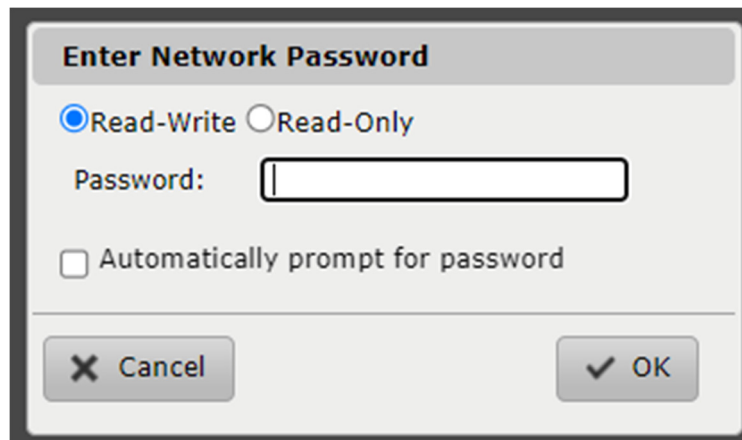 Enter Network Password
Read-Write Read-Only
Password:
Automatically prompt for password
Cancel OK